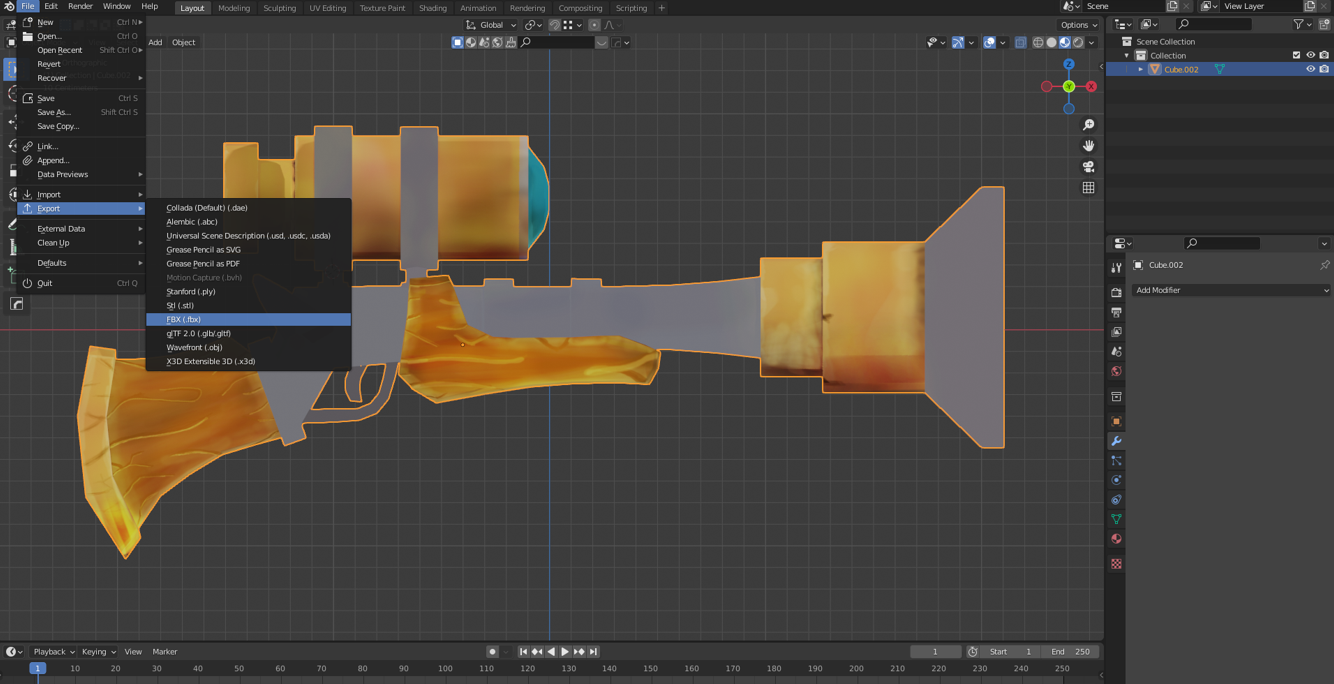 File Edit Render Window Help Layout Modeling Sculpting UV Editing Texture Paint Shading Animation Rendering Compositing Scripting + Scene View Layer
New Ctrl N
Open... Ctrl O
Open Recent Shift Ctrl O
Revert
Recover
Save Ctrl S
Save As... Shift Ctrl S
Save Copy...
Link...
Append...
Data Previews
Import
Export
External Data
Clean Up
Defaults
Quit Ctrl Q
Collada (Default) (.dae)
Alembic (.abc)
Universal Scene Description (.usd, .usdc, .usda)
Grease Pencil as SVG
Grease Pencil as PDF
Motion Capture (.bvh)
Stanford (.ply)
Stl (.stl)
FBX (.fbx)
glTF 2.0 (.glb/.gltf)
Wavefront (.obj)
X3D Extensible 3D (.x3d)
Global Options
Add Object
Z
Y X
Scene Collection
Collection
Cube.002
Cube.002
Add Modifier
Playback Keying View Marker 1 Start 1 End 250
1 10 20 30 40 50 60 70 80 90 100 110 120 130 140 150 160 170 180 190 200 210 220 230 240 250